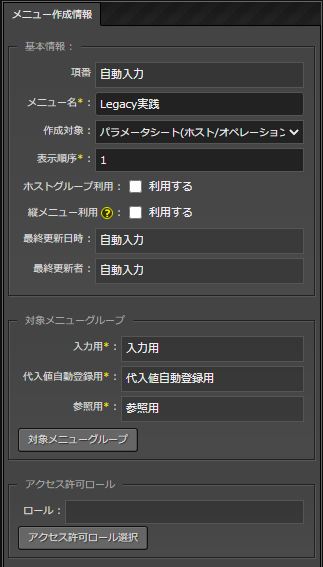 メニュー作成情報
基本情報：
項番 自動入力
メニュー名*： Legacy実践
作成対象： パラメータシート(ホスト/オペレーション
表示順序*： 1
ホストグループ利用： 利用する
縦メニュー利用 ?： 利用する
最終更新日時： 自動入力
最終更新者： 自動入力
対象メニューグループ
入力用*： 入力用
代入値自動登録用*： 代入値自動登録用
参照用*： 参照用
対象メニューグループ
アクセス許可ロール
ロール：
アクセス許可ロール選択